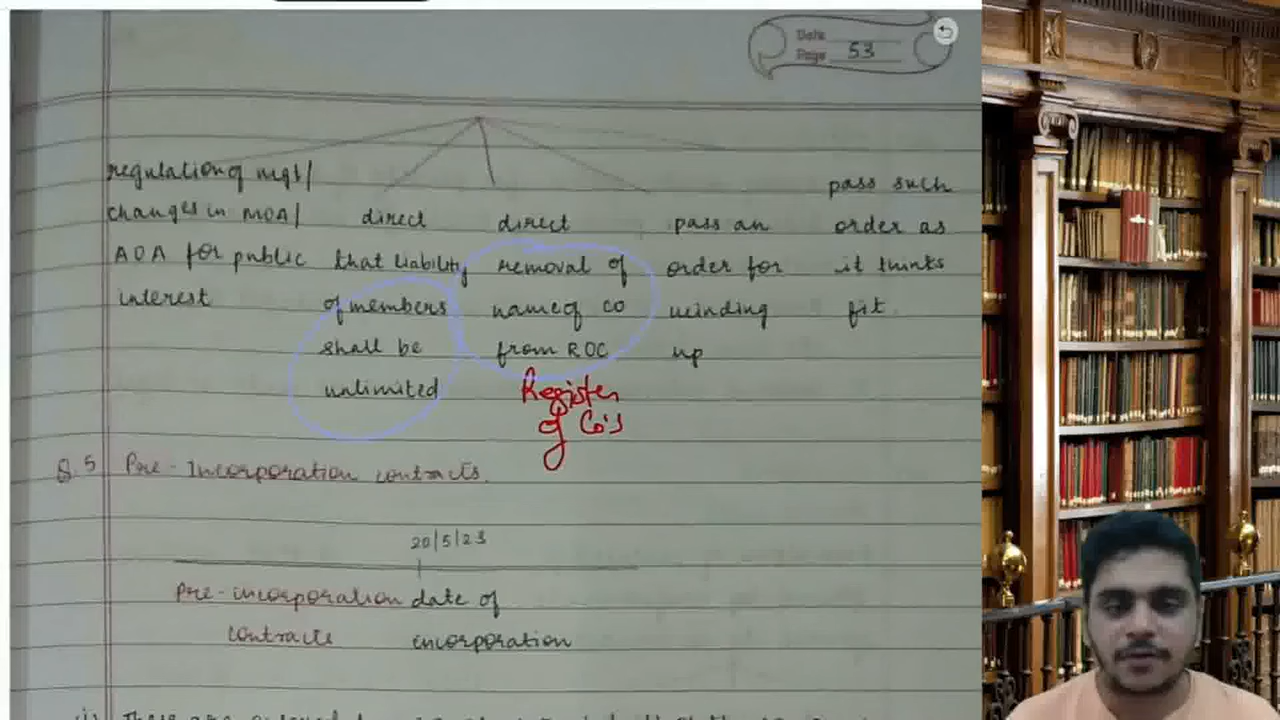 Date
Page 53
regulation of mgt/
changes in MOA/
AOA for public
interest
direct
that liability
of members
shall be
unlimited
direct
removal of
name of co
from ROC
Register
of Co's
pass an
order for
winding
up
pass such
order as
it thinks
fit.
Q.5 Pre-Incorporation contracts.
20/5/23
Pre-incorporation
contracts
date of
incorporation